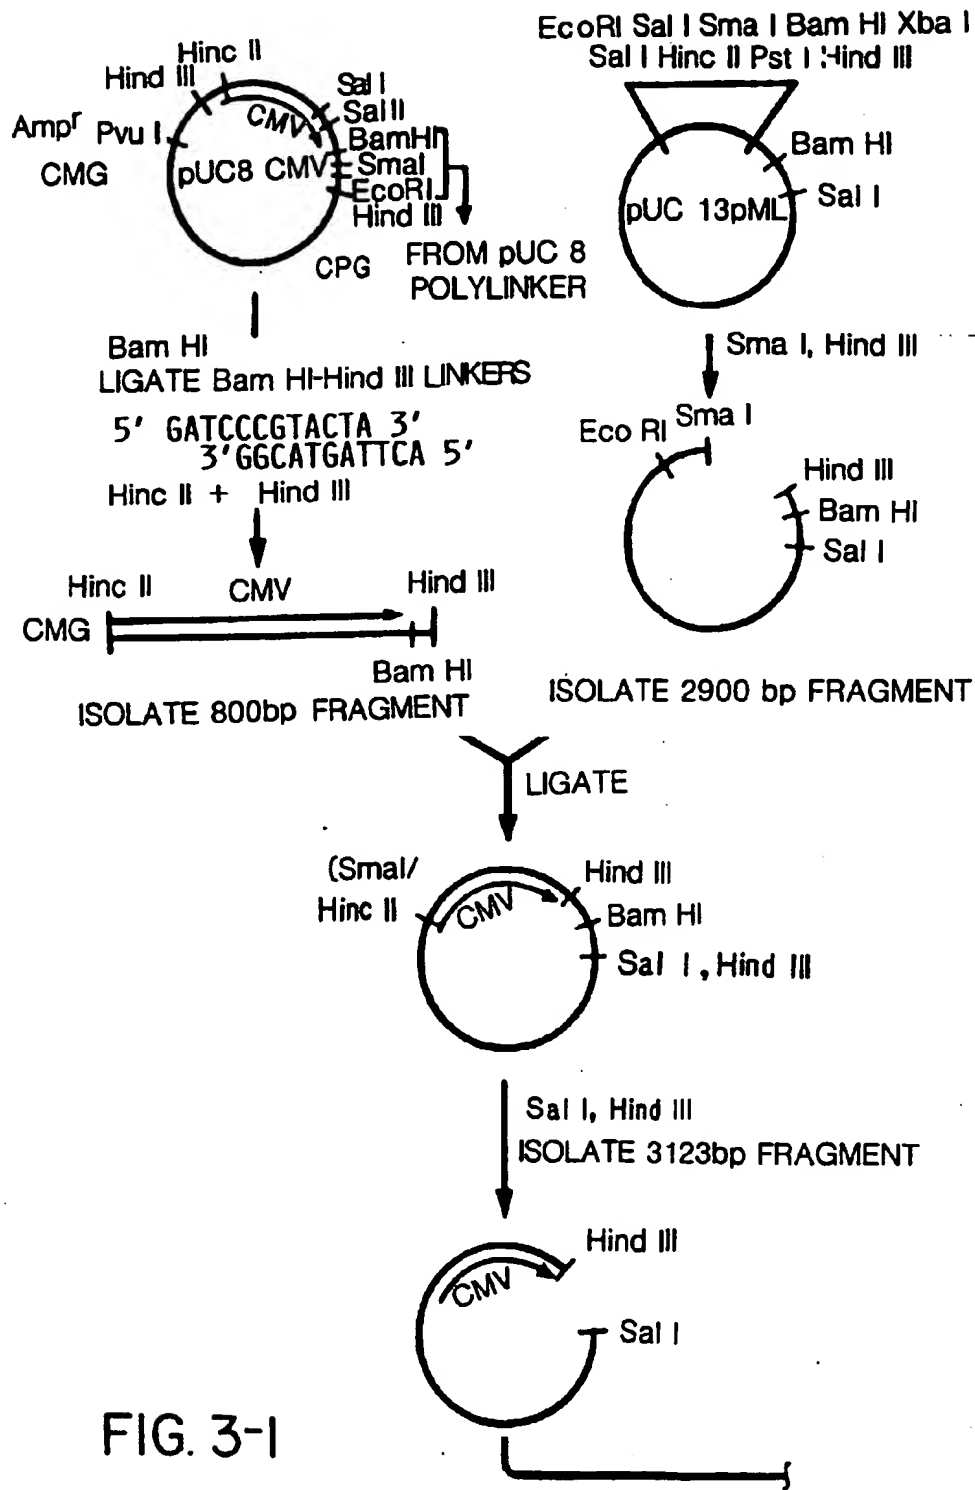 Hinc II
Hind III
Sal I
Sal II
Amp^r Pvu I
CMV
BamHI
CMG
pUC8 CMV
SmaI
EcoRI
Hind III
CPG
FROM pUC 8
POLYLINKER
EcoRI Sal I Sma I Bam HI Xba I
Sal I Hinc II Pst I Hind III
Bam HI
Sal I
pUC 13pML
Bam HI
LIGATE Bam HI-Hind III LINKERS
5' GATCCCGTACTA 3'
3'GGCATGATTCA 5'
Hinc II + Hind III
Sma I, Hind III
Sma I
Eco RI
Hind III
Bam HI
Sal I
Hinc II
CMV
Hind III
CMG
Bam HI
ISOLATE 800bp FRAGMENT
ISOLATE 2900 bp FRAGMENT
LIGATE
(SmaI/
Hinc II
CMV
Hind III
Bam HI
Sal I, Hind III
Sal I, Hind III
ISOLATE 3123bp FRAGMENT
Hind III
CMV
Sal I
FIG. 3-1